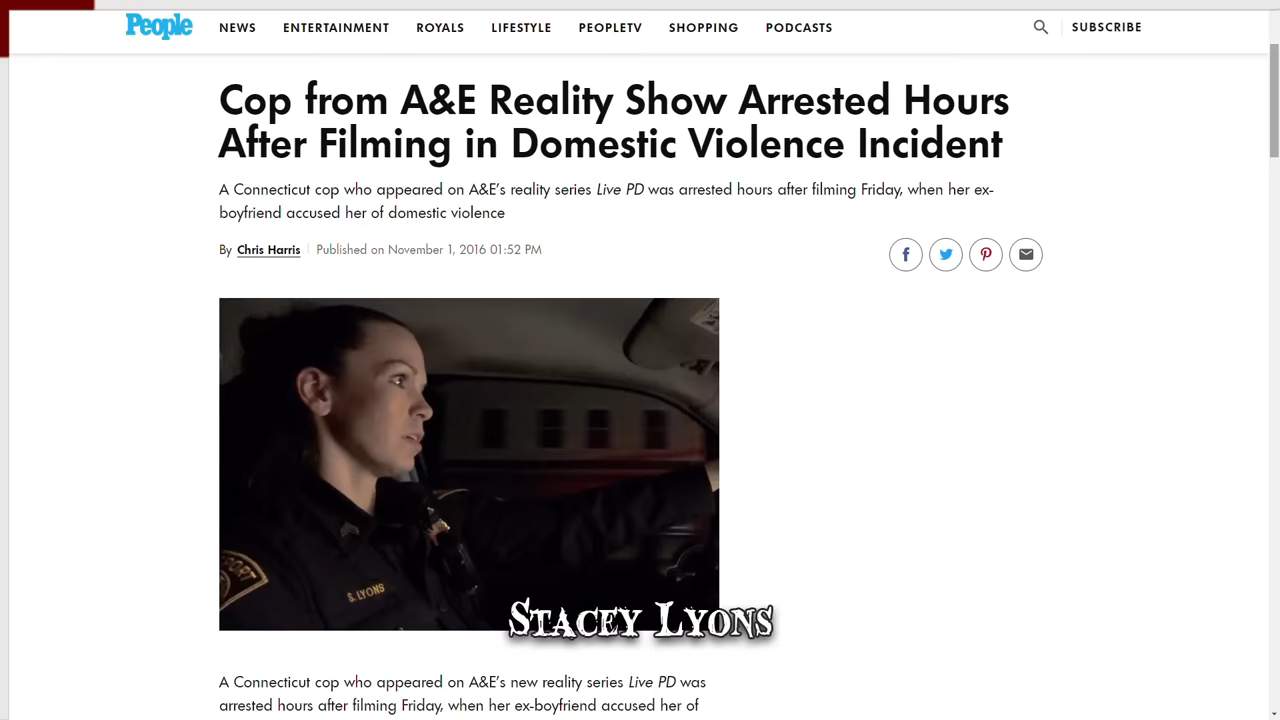 People NEWS ENTERTAINMENT ROYALS LIFESTYLE PEOPLETV SHOPPING PODCASTS SUBSCRIBE
Cop from A&E Reality Show Arrested Hours
After Filming in Domestic Violence Incident
A Connecticut cop who appeared on A&E's reality series Live PD was arrested hours after filming Friday, when her ex-
boyfriend accused her of domestic violence
By Chris Harris Published on November 1, 2016 01:52 PM
S. LYONS
STACEY LYONS
A Connecticut cop who appeared on A&E's new reality series Live PD was
arrested hours after filming Friday, when her ex-boyfriend accused her of